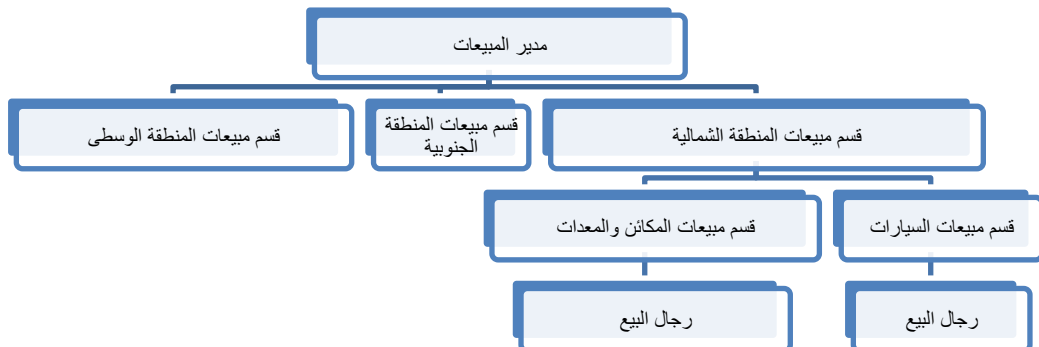 مدير المبيعات
قسم مبيعات المنطقة الشمالية
قسم مبيعات المنطقة
الجنوبية
قسم مبيعات المنطقة الوسطى
قسم مبيعات السيارات
قسم مبيعات المكائن والمعدات
رجال البيع
رجال البيع